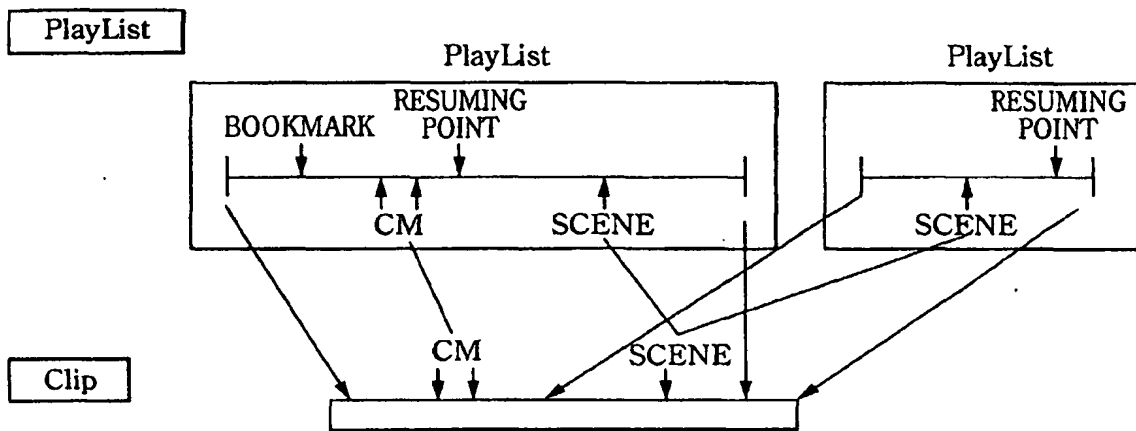 PlayList
PlayList
PlayList
RESUMING
POINT
BOOKMARK
CM
SCENE
RESUMING
POINT
SCENE
CM
SCENE
Clip